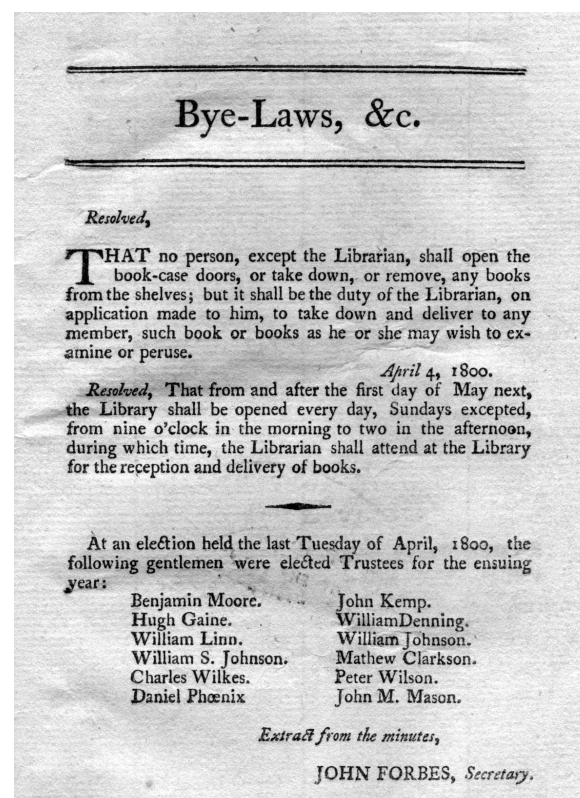 Bye-Laws, &c.
Resolved,
THAT no person, except the Librarian, shall open the
book-case doors, or take down, or remove, any books
from the shelves; but it shall be the duty of the Librarian, on
application made to him, to take down and deliver to any
member, such book or books as he or she may wish to ex-
amine or peruse.
April 4, 1800.
Resolved, That from and after the first day of May next,
the Library shall be opened every day, Sundays excepted,
from nine o'clock in the morning to two in the afternoon,
during which time, the Librarian shall attend at the Library
for the reception and delivery of books.
At an election held the last Tuesday of April, 1800, the
following gentlemen were elected Trustees for the ensuing
year:
Benjamin Moore. John Kemp.
Hugh Gaine. WilliamDenning.
William Linn. William Johnson.
William S. Johnson. Mathew Clarkson.
Charles Wilkes. Peter Wilson.
Daniel Phœnix John M. Mason.
Extract from the minutes,
JOHN FORBES, Secretary.